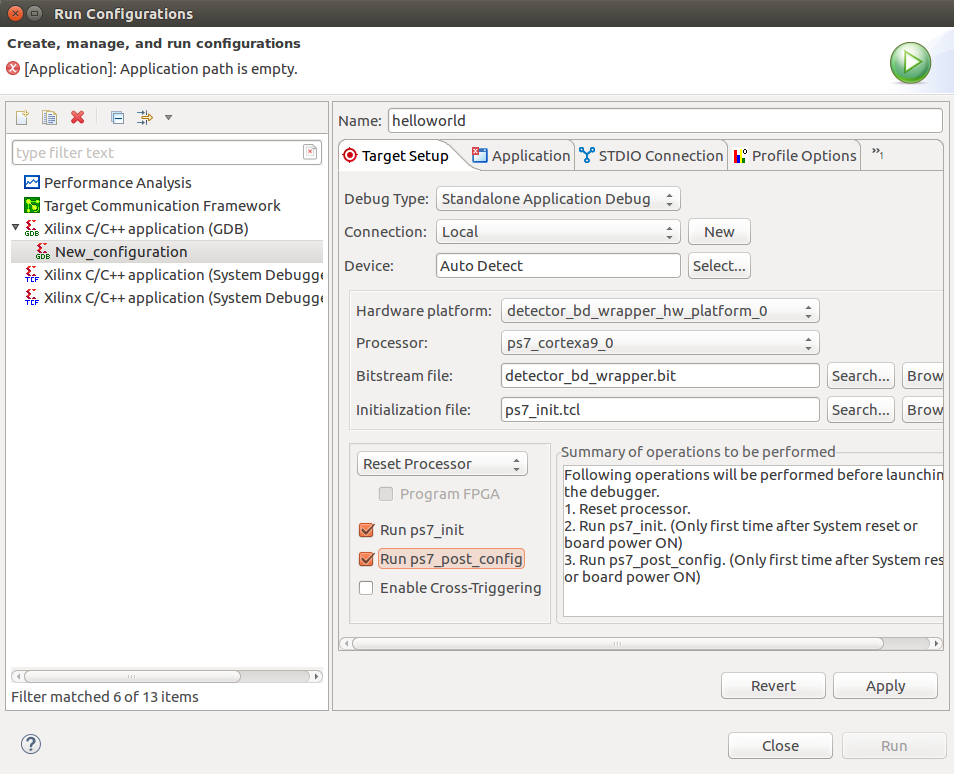 Run Configurations
Create, manage, and run configurations
[Application]: Application path is empty.
type filter text
Performance Analysis
Target Communication Framework
Xilinx C/C++ application (GDB)
New_configuration
Xilinx C/C++ application (System Debugge
Xilinx C/C++ application (System Debugge
Filter matched 6 of 13 items
Name: helloworld
Target Setup Application STDIO Connection Profile Options »1
Debug Type: Standalone Application Debug
Connection: Local New
Device: Auto Detect Select...
Hardware platform: detector_bd_wrapper_hw_platform_0
Processor: ps7_cortexa9_0
Bitstream file: detector_bd_wrapper.bit Search... Brow
Initialization file: ps7_init.tcl Search... Brow
Reset Processor
Program FPGA
Run ps7_init
Run ps7_post_config
Enable Cross-Triggering
Summary of operations to be performed
Following operations will be performed before launchin
the debugger.
1. Reset processor.
2. Run ps7_init. (Only first time after System reset or
board power ON)
3. Run ps7_post_config. (Only first time after System res
or board power ON)
Revert Apply
Close Run